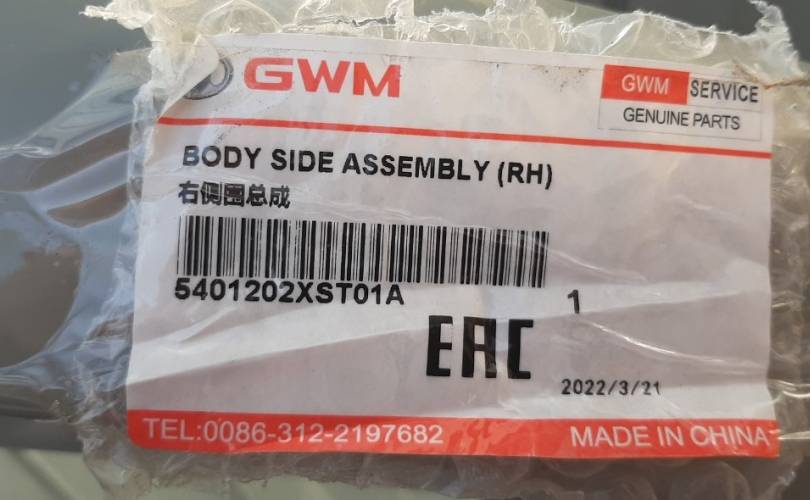 GWM
GWM SERVICE
GENUINE PARTS
BODY SIDE ASSEMBLY (RH)
右侧围总成
5401202XST01A
1
EAC
2022/3/21
TEL:0086-312-2197682
MADE IN CHINA